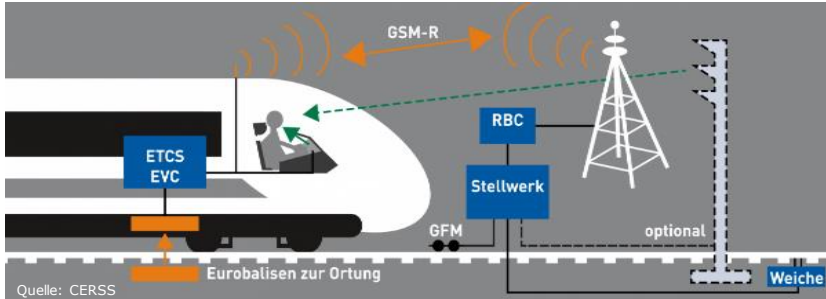 GSM-R
RBC
ETCS
EVC
Stellwerk
GFM
optional
Eurobalisen zur Ortung
Weiche
Quelle: CERSS